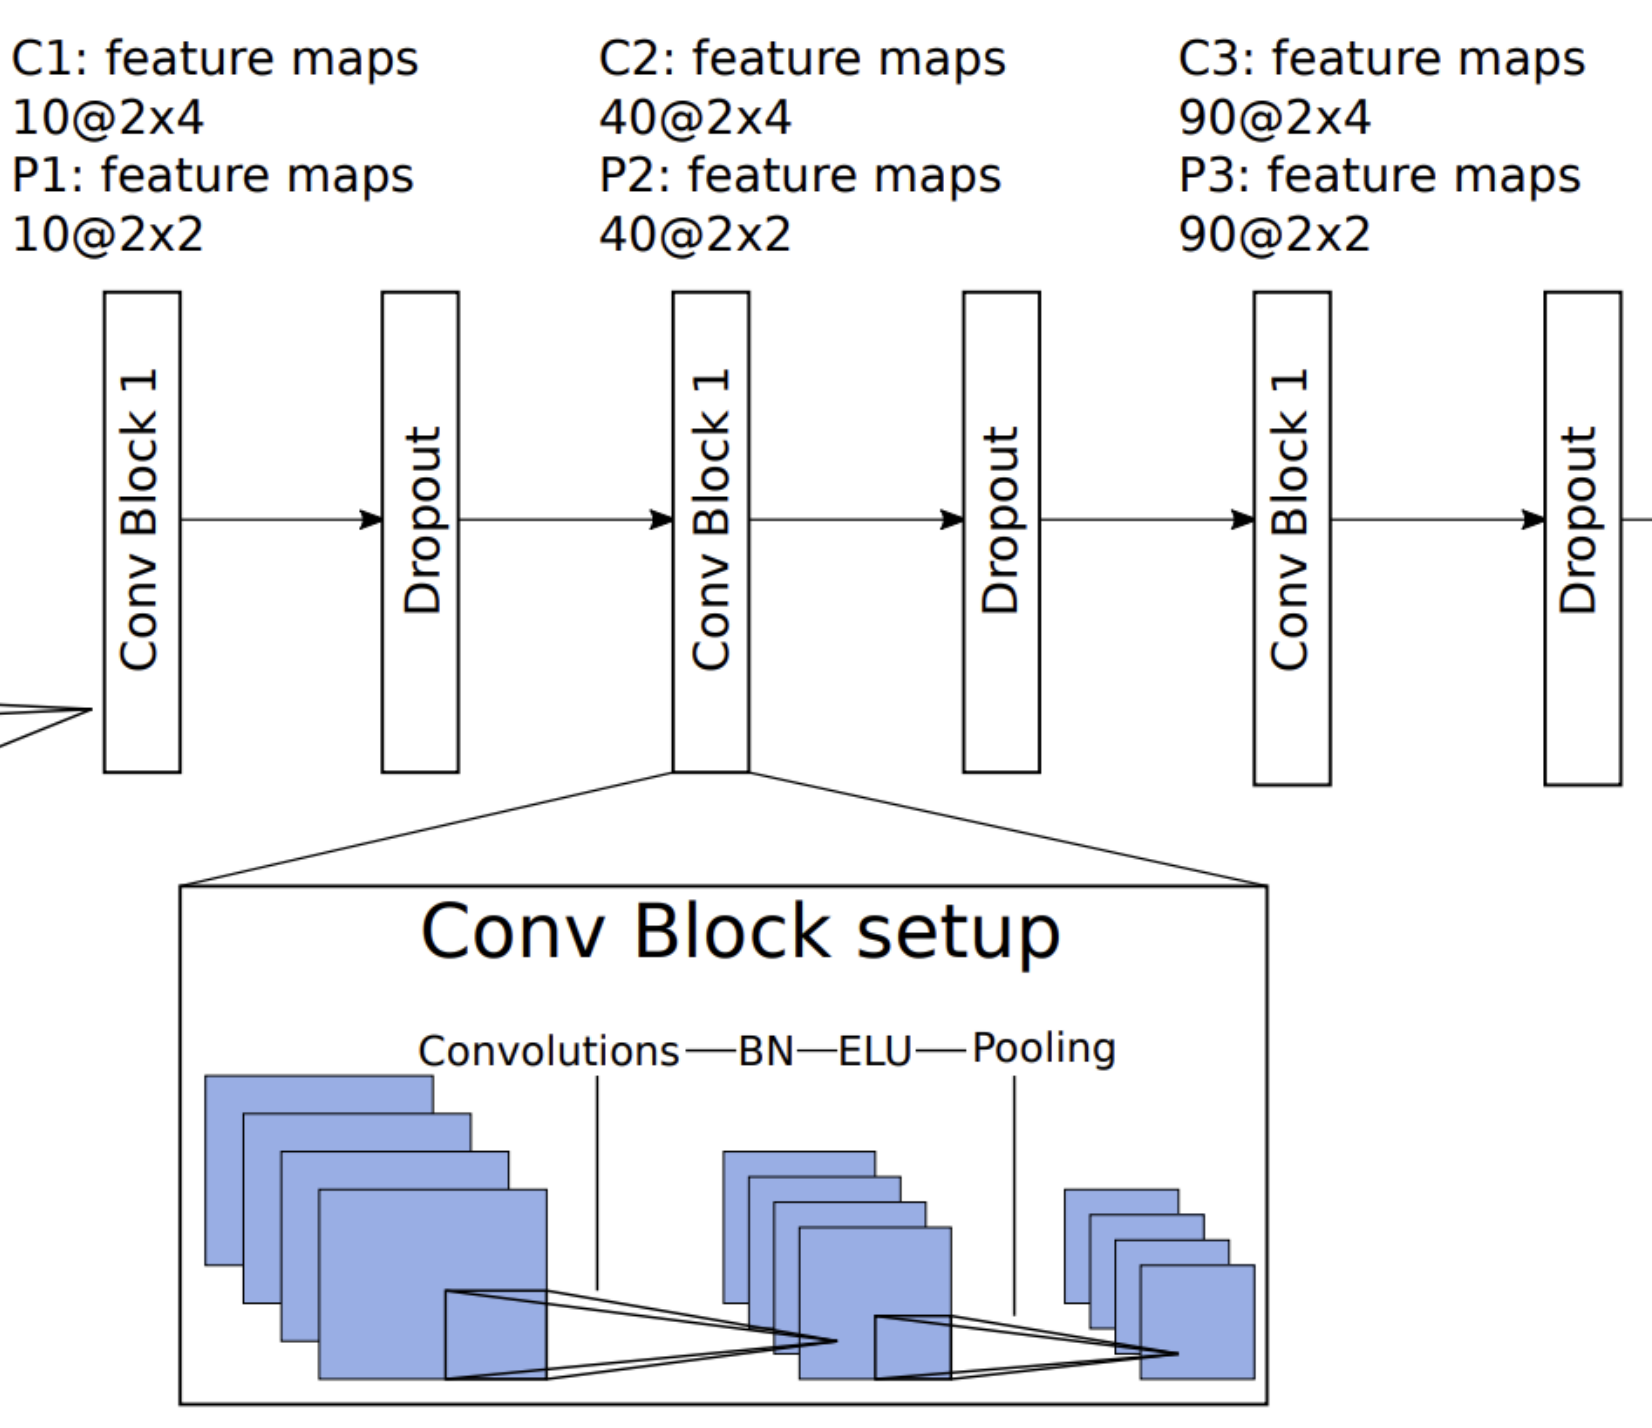 C1: feature maps
10@2x4
P1: feature maps
10@2x2
C2: feature maps
40@2x4
P2: feature maps
40@2x2
C3: feature maps
90@2x4
P3: feature maps
90@2x2
Conv Block 1
Dropout
Conv Block 1
Dropout
Conv Block 1
Dropout
Conv Block setup
Convolutions BN ELU Pooling